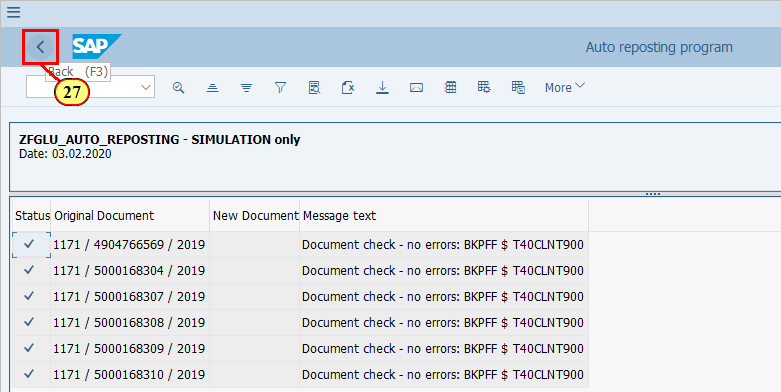 SAP
Auto reposting program
Back (F3)
27
More
ZFGLU_AUTO_REPOSTING - SIMULATION only
Date: 03.02.2020
Status Original Document New Document Message text
1171 / 4904766569 / 2019 Document check - no errors: BKPFF $ T40CLNT900
1171 / 5000168304 / 2019 Document check - no errors: BKPFF $ T40CLNT900
1171 / 5000168307 / 2019 Document check - no errors: BKPFF $ T40CLNT900
1171 / 5000168308 / 2019 Document check - no errors: BKPFF $ T40CLNT900
1171 / 5000168309 / 2019 Document check - no errors: BKPFF $ T40CLNT900
1171 / 5000168310 / 2019 Document check - no errors: BKPFF $ T40CLNT900